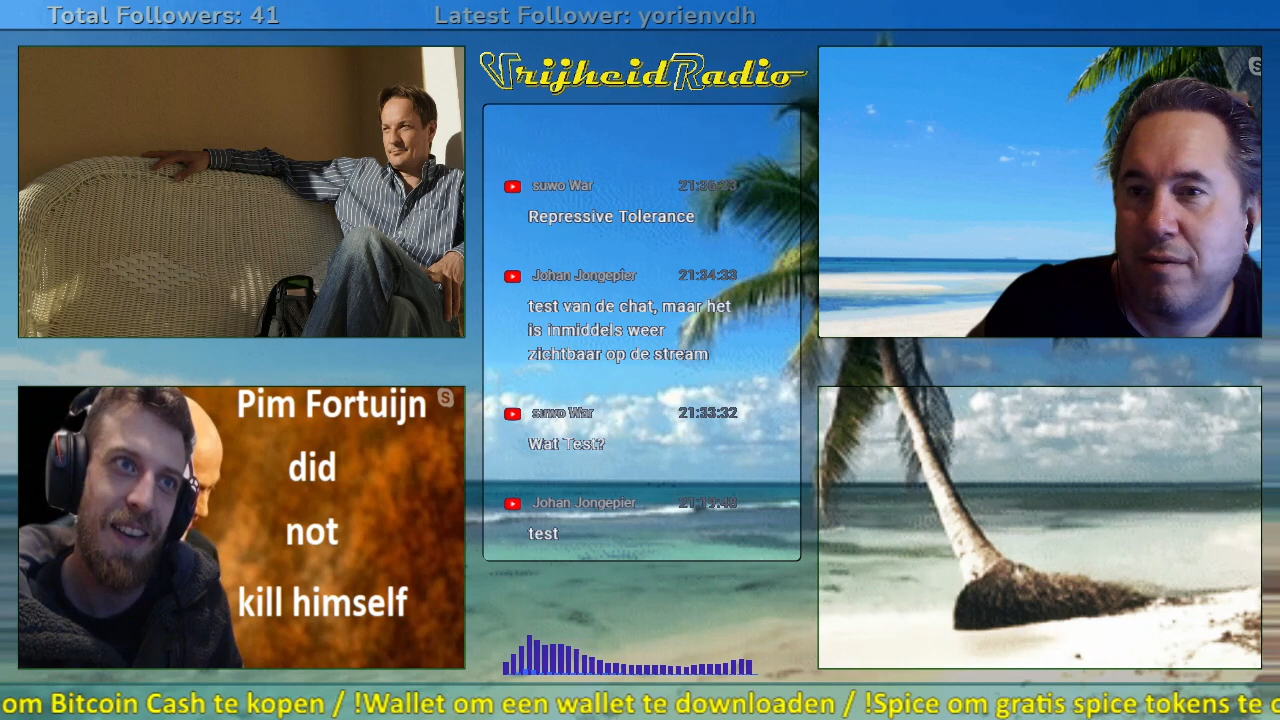 Total Followers: 41
Latest Follower: yorienvdh
VrijheidRadio
suwo War
Repressive Tolerance
Johan Jongepier 21:34:33
test van de chat, maar het
is inmiddels weer
zichtbaar op de stream
suwo War 21:33:32
Wat Test?
Johan Jongepier
test
Pim Fortuijn
did
not
kill himself
om Bitcoin Cash te kopen / !Wallet om een wallet te downloaden / !Spice om gratis spice tokens te